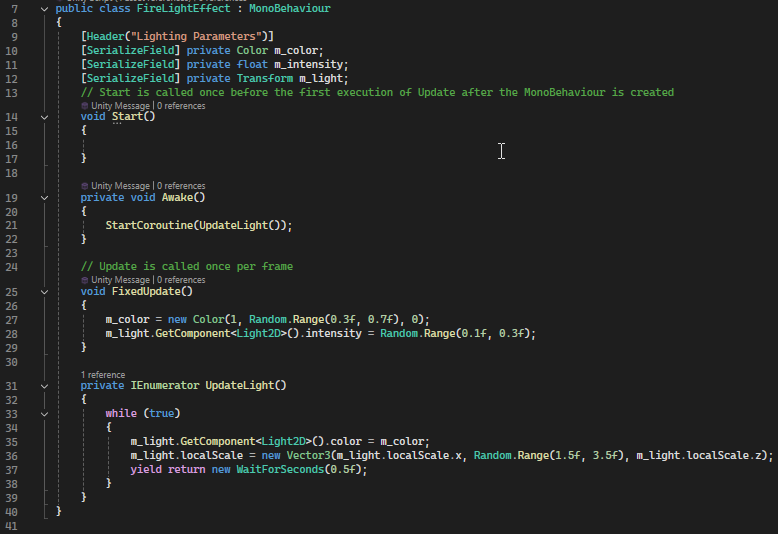 7 public class FireLightEffect : MonoBehaviour
8 {
9 [Header("Lighting Parameters")]
10 [SerializeField] private Color m_color;
11 [SerializeField] private float m_intensity;
12 [SerializeField] private Transform m_light;
13 // Start is called once before the first execution of Update after the MonoBehaviour is created
Unity Message | 0 references
14 void Start()
15 {
16
17 }
18
Unity Message | 0 references
19 private void Awake()
20 {
21 StartCoroutine(UpdateLight());
22 }
23
24 // Update is called once per frame
Unity Message | 0 references
25 void FixedUpdate()
26 {
27 m_color = new Color(1, Random.Range(0.3f, 0.7f), 0);
28 m_light.GetComponent<Light2D>().intensity = Random.Range(0.1f, 0.3f);
29 }
30
1 reference
31 private IEnumerator UpdateLight()
32 {
33 while (true)
34 {
35 m_light.GetComponent<Light2D>().color = m_color;
36 m_light.localScale = new Vector3(m_light.localScale.x, Random.Range(1.5f, 3.5f), m_light.localScale.z);
37 yield return new WaitForSeconds(0.5f);
38 }
39 }
40 }
41